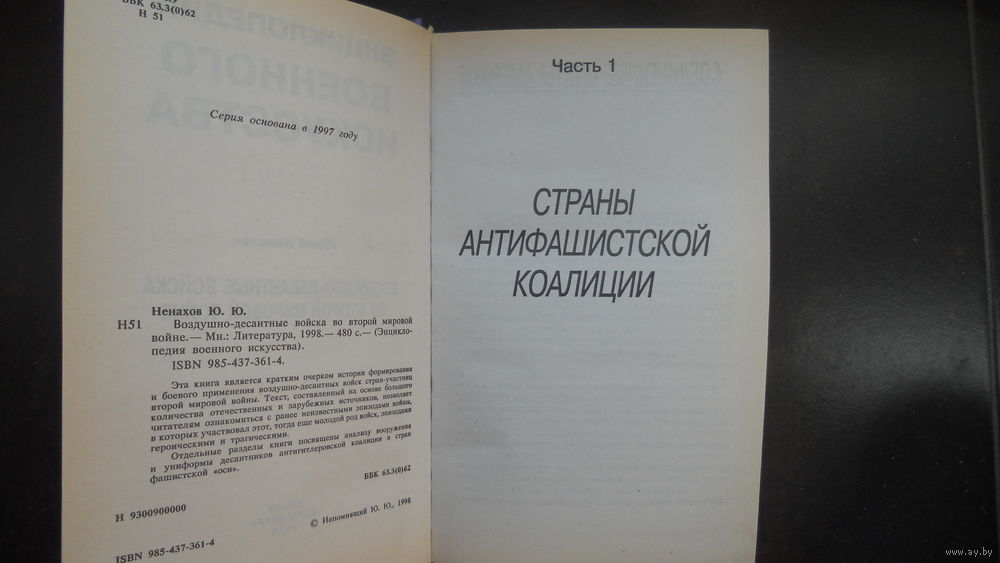 ББК 63.3(0)62
Н 51
Серия основана в 1997 году
Ненахов Ю. Ю.
Н51 Воздушно-десантные войска во второй мировой
войне.— Мн.: Литература, 1998.— 480 с.— (Энцикло-
педия военного искусства).
ISBN 985-437-361-4.
Эта книга является кратким очерком истории формирования
и боевого применения воздушно-десантных войск стран-участниц
второй мировой войны. Текст, составленный на основе большого
количества отечественных и зарубежных источников, позволяет
читателям ознакомиться с ранее неизвестными эпизодами войны,
в которых участвовал этот, тогда еще молодой род войск, эпизодами
героическими и трагическими.
Отдельные разделы книги посвящены анализу вооружения
и униформы десантников антигитлеровской коалиции и стран
фашистской «оси».
ББК 63.3(0)62
Н 9300900000
© Непомнящий Ю. Ю., 1998
ISBN 985-437-361-4
Часть 1
СТРАНЫ
АНТИФАШИСТСКОЙ
КОАЛИЦИИ
www.ay.by